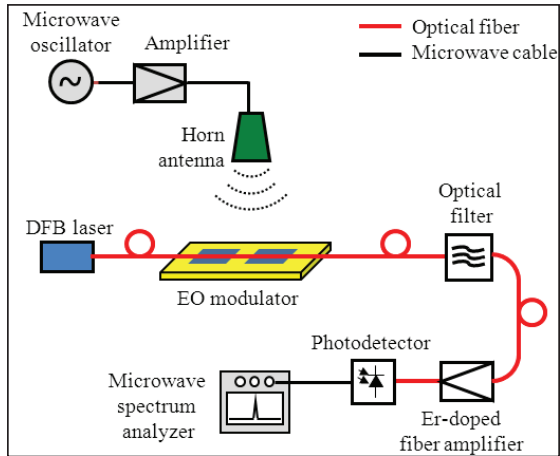 Microwave
oscillator
Amplifier
Optical fiber
Microwave cable
Horn
antenna
Optical
filter
DFB laser
EO modulator
Photodetector
Microwave
spectrum
analyzer
Er-doped
fiber amplifier